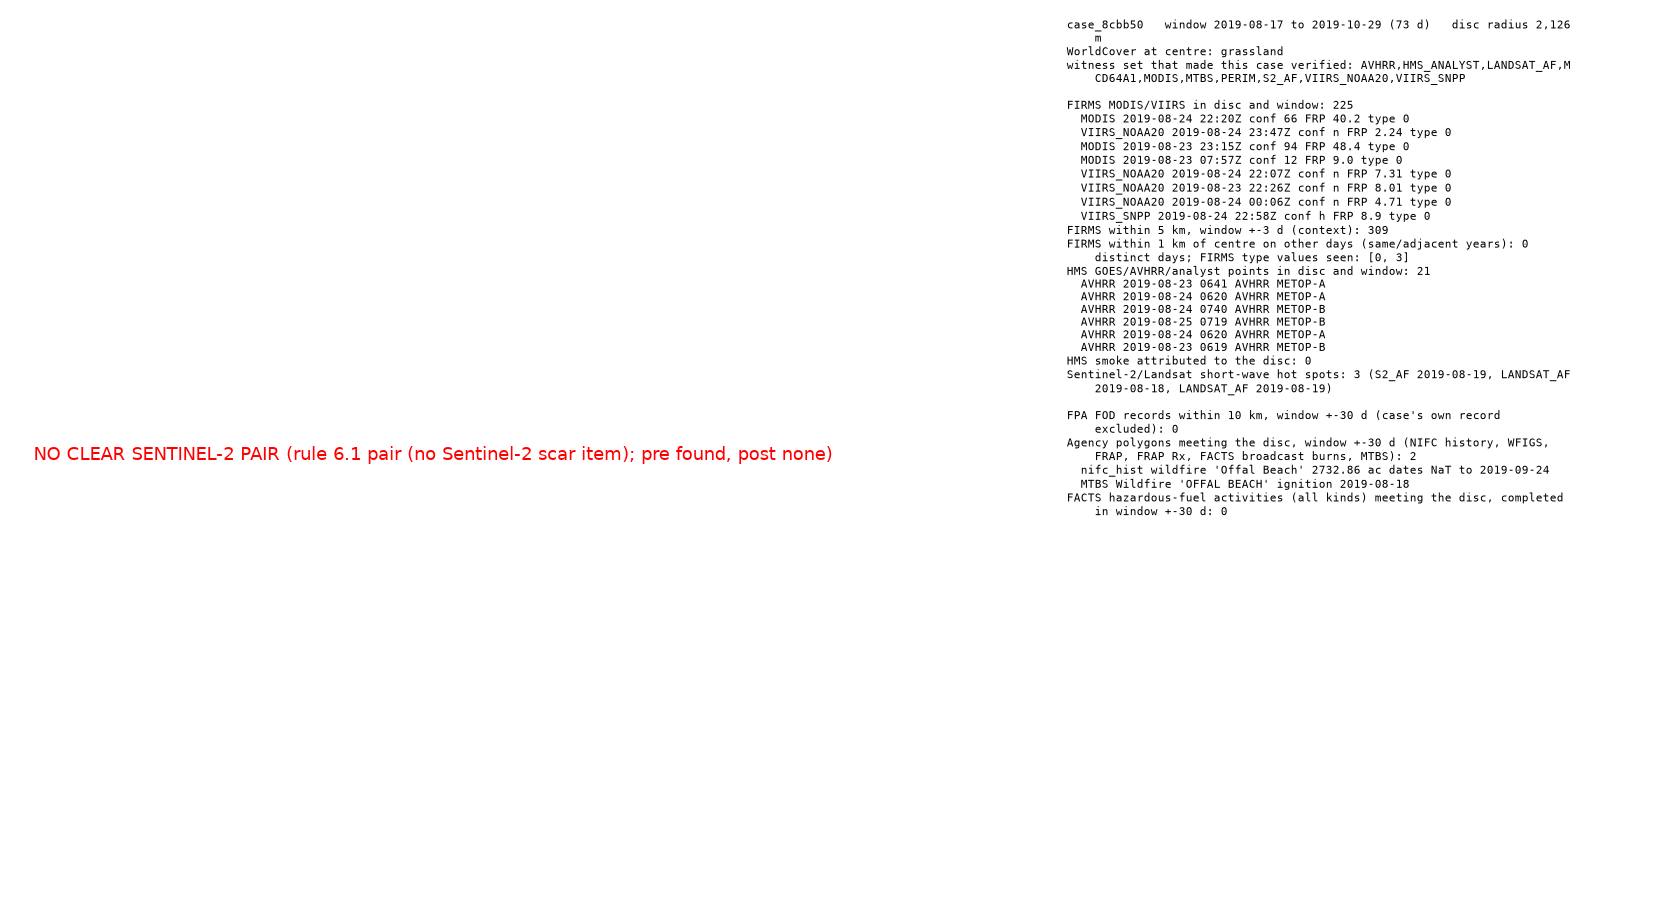 case_8cbb50   window 2019-08-17 to 2019-10-29 (73 d)   disc radius 2,126
m
WorldCover at centre: grassland
witness set that made this case verified: AVHRR,HMS_ANALYST,LANDSAT_AF,M
CD64A1,MODIS,MTBS,PERIM,S2_AF,VIIRS_NOAA20,VIIRS_SNPP
FIRMS MODIS/VIIRS in disc and window: 225
MODIS 2019-08-24 22:20Z conf 66 FRP 40.2 type 0
VIIRS_NOAA20 2019-08-24 23:47Z conf n FRP 2.24 type 0
MODIS 2019-08-23 23:15Z conf 94 FRP 48.4 type 0
MODIS 2019-08-23 07:57Z conf 12 FRP 9.0 type 0
VIIRS_NOAA20 2019-08-24 22:07Z conf n FRP 7.31 type 0
VIIRS_NOAA20 2019-08-23 22:26Z conf n FRP 8.01 type 0
VIIRS_NOAA20 2019-08-24 00:06Z conf n FRP 4.71 type 0
VIIRS_SNPP 2019-08-24 22:58Z conf h FRP 8.9 type 0
FIRMS within 5 km, window +-3 d (context): 309
FIRMS within 1 km of centre on other days (same/adjacent years): 0
distinct days; FIRMS type values seen: [0, 3]
HMS GOES/AVHRR/analyst points in disc and window: 21
AVHRR 2019-08-23 0641 AVHRR METOP-A
AVHRR 2019-08-24 0620 AVHRR METOP-A
AVHRR 2019-08-24 0740 AVHRR METOP-B
AVHRR 2019-08-25 0719 AVHRR METOP-B
AVHRR 2019-08-24 0620 AVHRR METOP-A
AVHRR 2019-08-23 0619 AVHRR METOP-B
HMS smoke attributed to the disc: 0
Sentinel-2/Landsat short-wave hot spots: 3 (S2_AF 2019-08-19, LANDSAT_AF
2019-08-18, LANDSAT_AF 2019-08-19)
FPA FOD records within 10 km, window +-30 d (case's own record
excluded): 0
Agency polygons meeting the disc, window +-30 d (NIFC history, WFIGS,
FRAP, FRAP Rx, FACTS broadcast burns, MTBS): 2
nifc_hist wildfire 'Offal Beach' 2732.86 ac dates NaT to 2019-09-24
MTBS Wildfire 'OFFAL BEACH' ignition 2019-08-18
FACTS hazardous-fuel activities (all kinds) meeting the disc, completed
in window +-30 d: 0
NO CLEAR SENTINEL-2 PAIR (rule 6.1 pair (no Sentinel-2 scar item); pre found, post none)